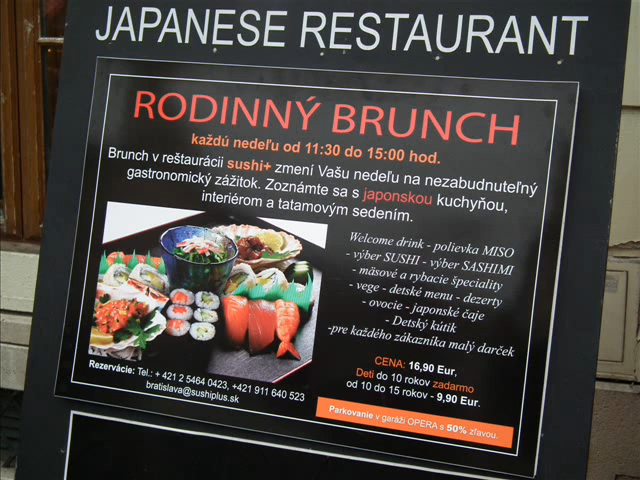 JAPANESE RESTAURANT
RODINNÝ BRUNCH
každú nedeľu od 11:30 do 15:00 hod.
Brunch v reštaurácii sushi+ zmení Vašu nedeľu na nezabudnuteľný
gastronomický zážitok. Zoznámte sa s japonskou kuchyňou,
interiérom a tatamovým sedením.
Welcome drink - polievka MISO
- výber SUSHI - výber SASHIMI
- mäsové a rybacie špeciality
- vege - detské menu - dezerty
- ovocie - japonské čaje
- Detský kútik
-pre každého zákazníka malý darček
CENA: 16,90 Eur,
Deti do 10 rokov zadarmo
od 10 do 15 rokov - 9,90 Eur.
Rezervácie: Tel.: + 421 2 5464 0423, +421 911 640 523
bratislava@sushiplus.sk
Parkovanie v garáži OPERA s 50% zľavou.